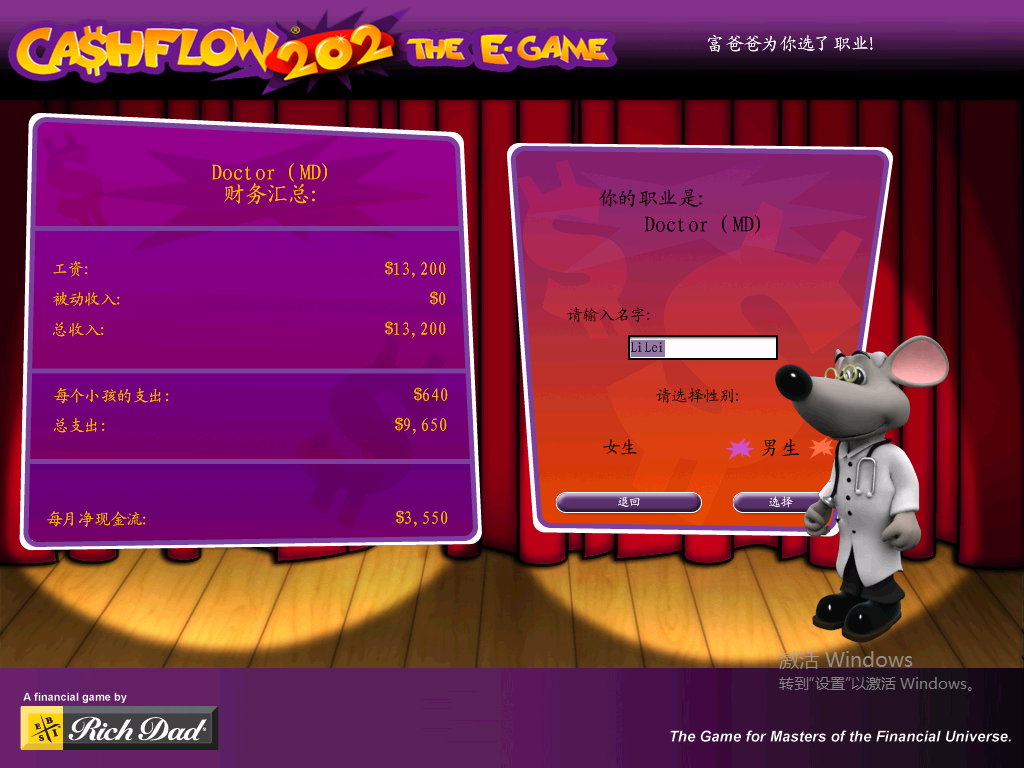 CA$HFLOW® 202 THE E-GAME
富爸爸为你选了职业!
Doctor (MD)
财务汇总:
工资: $13,200
被动收入: $0
总收入: $13,200
每个小孩的支出: $640
总支出: $9,650
每月净现金流: $3,550
你的职业是:
Doctor (MD)
请输入名字:
LiLei
请选择性别:
女生 男生
退回 选择
激活 Windows
转到“设置”以激活 Windows。
A financial game by
EBSI Rich Dad
The Game for Masters of the Financial Universe.